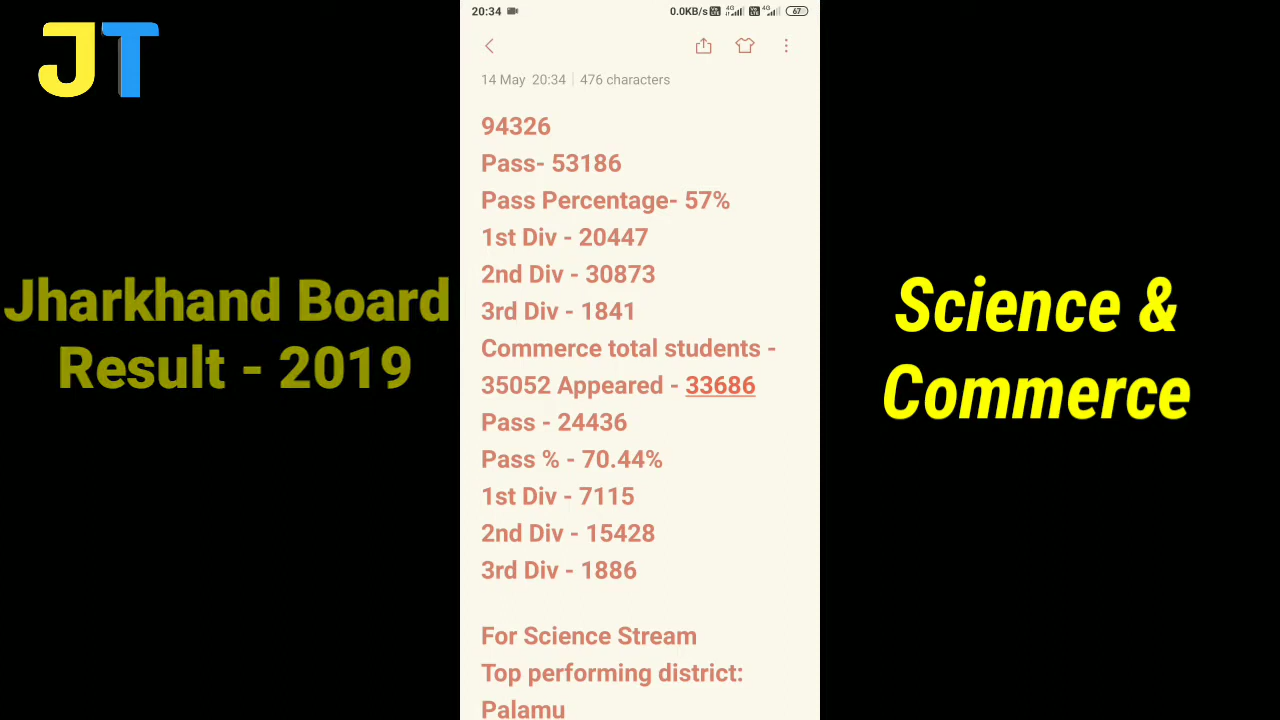 JT
20:34
0.0KB/s 4G 4G 67
14 May 20:34 | 476 characters
94326
Pass- 53186
Pass Percentage- 57%
1st Div - 20447
2nd Div - 30873
3rd Div - 1841
Commerce total students -
35052 Appeared - 33686
Pass - 24436
Pass % - 70.44%
1st Div - 7115
2nd Div - 15428
3rd Div - 1886
For Science Stream
Top performing district:
Palamu
Jharkhand Board
Result - 2019
Science &
Commerce